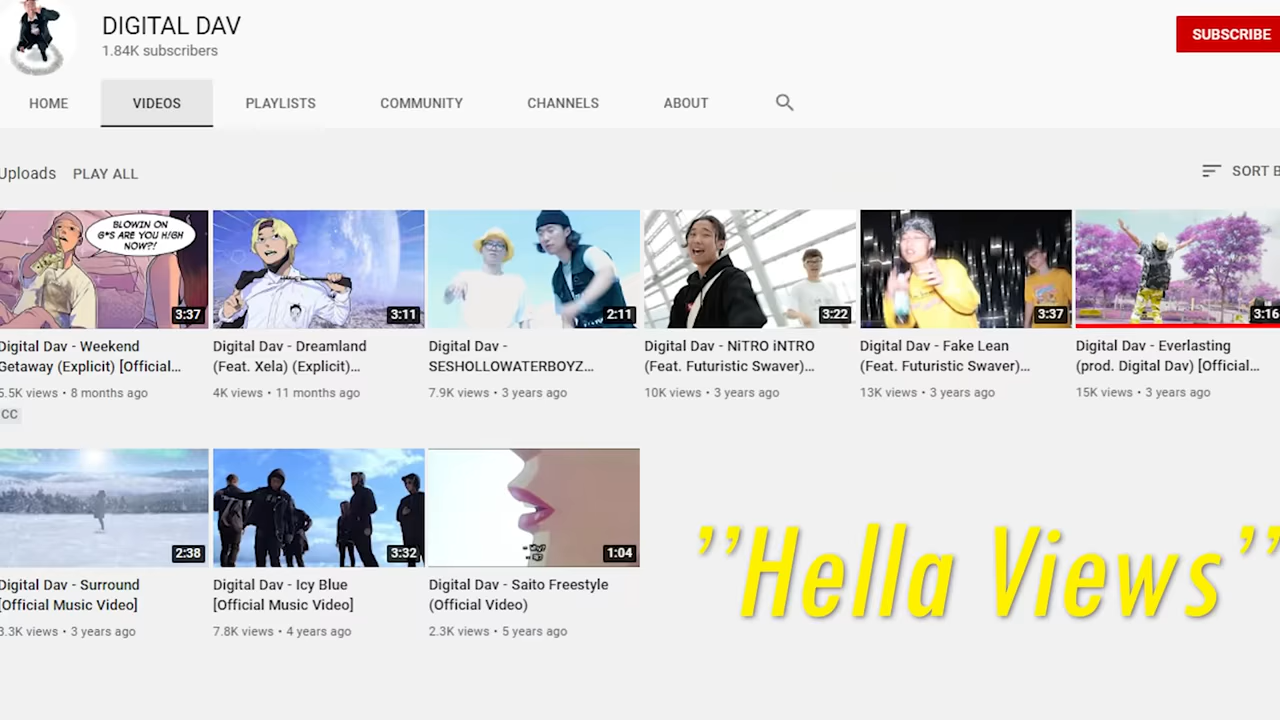 DIGITAL DAV
1.84K subscribers
SUBSCRIBE
HOME VIDEOS PLAYLISTS COMMUNITY CHANNELS ABOUT
Uploads PLAY ALL
SORT B
BLOWIN ON
G*S ARE YOU H!GH
NOW?!
3:37 3:11 2:11 3:22 3:37 3:16
Digital Dav - Weekend
Getaway (Explicit) [Official...
5.5K views • 8 months ago
CC
Digital Dav - Dreamland
(Feat. Xela) (Explicit)...
4K views • 11 months ago
Digital Dav -
SESHOLLOWATERBOYZ...
7.9K views • 3 years ago
Digital Dav - NiTRO iNTRO
(Feat. Futuristic Swaver)...
10K views • 3 years ago
Digital Dav - Fake Lean
(Feat. Futuristic Swaver)...
13K views • 3 years ago
Digital Dav - Everlasting
(prod. Digital Dav) [Official...
15K views • 3 years ago
2:38 3:32 1:04
Digital Dav - Surround
[Official Music Video]
3.3K views • 3 years ago
Digital Dav - Icy Blue
[Official Music Video]
7.8K views • 4 years ago
Digital Dav - Saito Freestyle
(Official Video)
2.3K views • 5 years ago
"Hella Views"